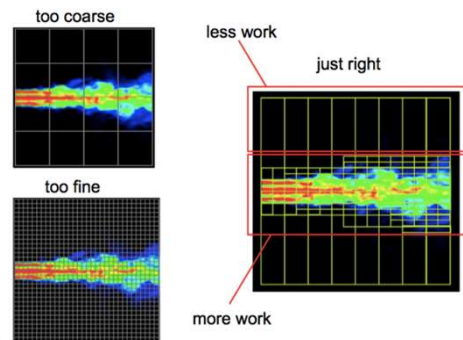 too coarse
less work
just right
too fine
more work